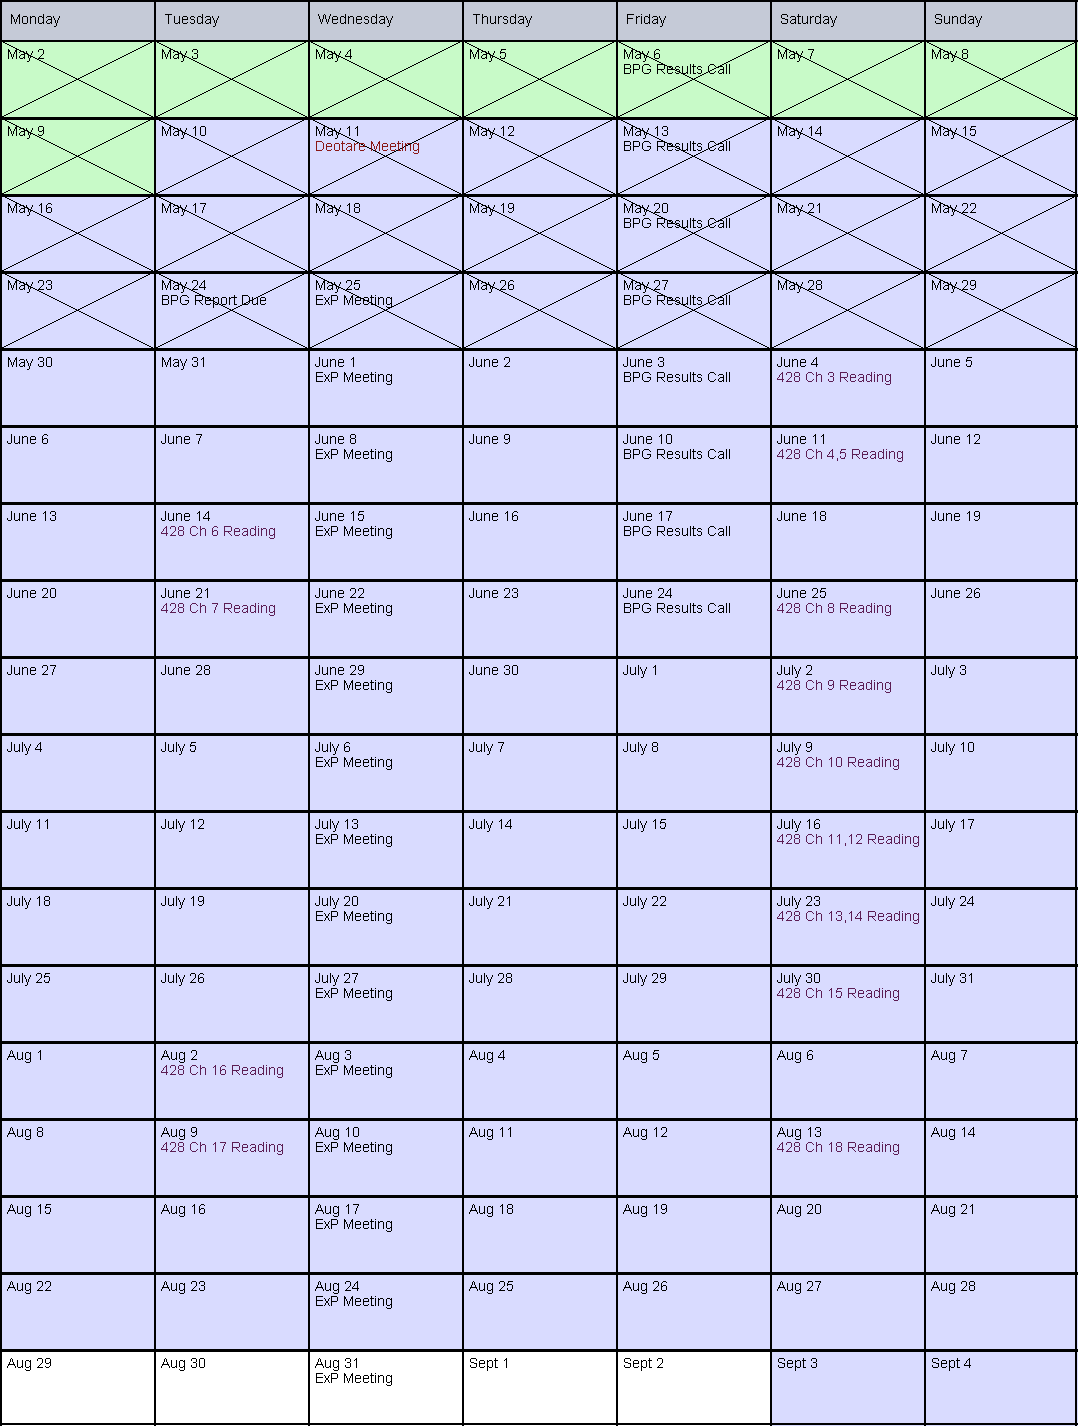 Monday Tuesday Wednesday Thursday Friday Saturday Sunday
May 2 May 3 May 4 May 5 May 6 May 7 May 8
BPG Results Call
May 9 May 10 May 11 May 12 May 13 May 14 May 15
Deotare Meeting BPG Results Call
May 16 May 17 May 18 May 19 May 20 May 21 May 22
BPG Results Call
May 23 May 24 May 25 May 26 May 27 May 28 May 29
BPG Report Due ExP Meeting BPG Results Call
May 30 May 31 June 1 June 2 June 3 June 4 June 5
ExP Meeting BPG Results Call 428 Ch 3 Reading
June 6 June 7 June 8 June 9 June 10 June 11 June 12
ExP Meeting BPG Results Call 428 Ch 4,5 Reading
June 13 June 14 June 15 June 16 June 17 June 18 June 19
428 Ch 6 Reading ExP Meeting BPG Results Call
June 20 June 21 June 22 June 23 June 24 June 25 June 26
428 Ch 7 Reading ExP Meeting BPG Results Call 428 Ch 8 Reading
June 27 June 28 June 29 June 30 July 1 July 2 July 3
ExP Meeting 428 Ch 9 Reading
July 4 July 5 July 6 July 7 July 8 July 9 July 10
ExP Meeting 428 Ch 10 Reading
July 11 July 12 July 13 July 14 July 15 July 16 July 17
ExP Meeting 428 Ch 11,12 Reading
July 18 July 19 July 20 July 21 July 22 July 23 July 24
ExP Meeting 428 Ch 13,14 Reading
July 25 July 26 July 27 July 28 July 29 July 30 July 31
ExP Meeting 428 Ch 15 Reading
Aug 1 Aug 2 Aug 3 Aug 4 Aug 5 Aug 6 Aug 7
428 Ch 16 Reading ExP Meeting
Aug 8 Aug 9 Aug 10 Aug 11 Aug 12 Aug 13 Aug 14
428 Ch 17 Reading ExP Meeting 428 Ch 18 Reading
Aug 15 Aug 16 Aug 17 Aug 18 Aug 19 Aug 20 Aug 21
ExP Meeting
Aug 22 Aug 23 Aug 24 Aug 25 Aug 26 Aug 27 Aug 28
ExP Meeting
Aug 29 Aug 30 Aug 31 Sept 1 Sept 2 Sept 3 Sept 4
ExP Meeting